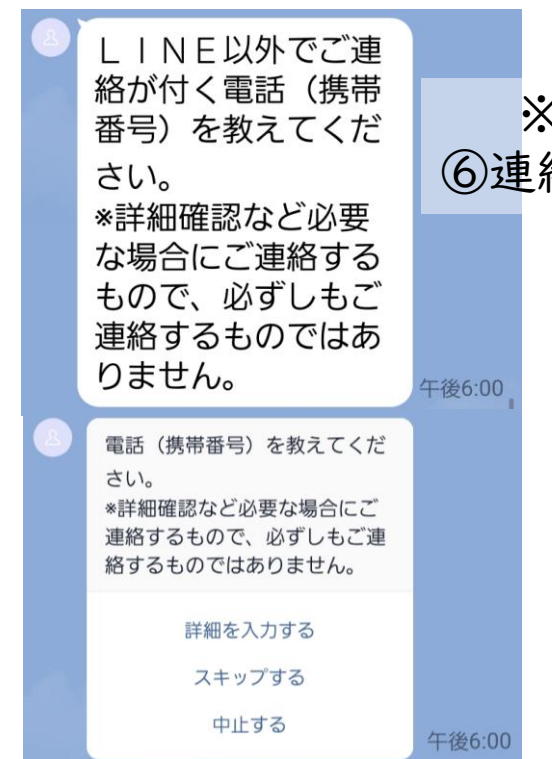 ＬＩＮＥ以外でご連
絡が付く電話（携帯
番号）を教えてくだ
さい。
※詳細確認など必要
な場合にご連絡する
もので、必ずしもご
連絡するものではあ
りません。
午後6:00
※
⑥連絡
電話（携帯番号）を教えてくだ
さい。
※詳細確認など必要な場合にご
連絡するもので、必ずしもご連
絡するものではありません。
詳細を入力する
スキップする
中止する
午後6:00